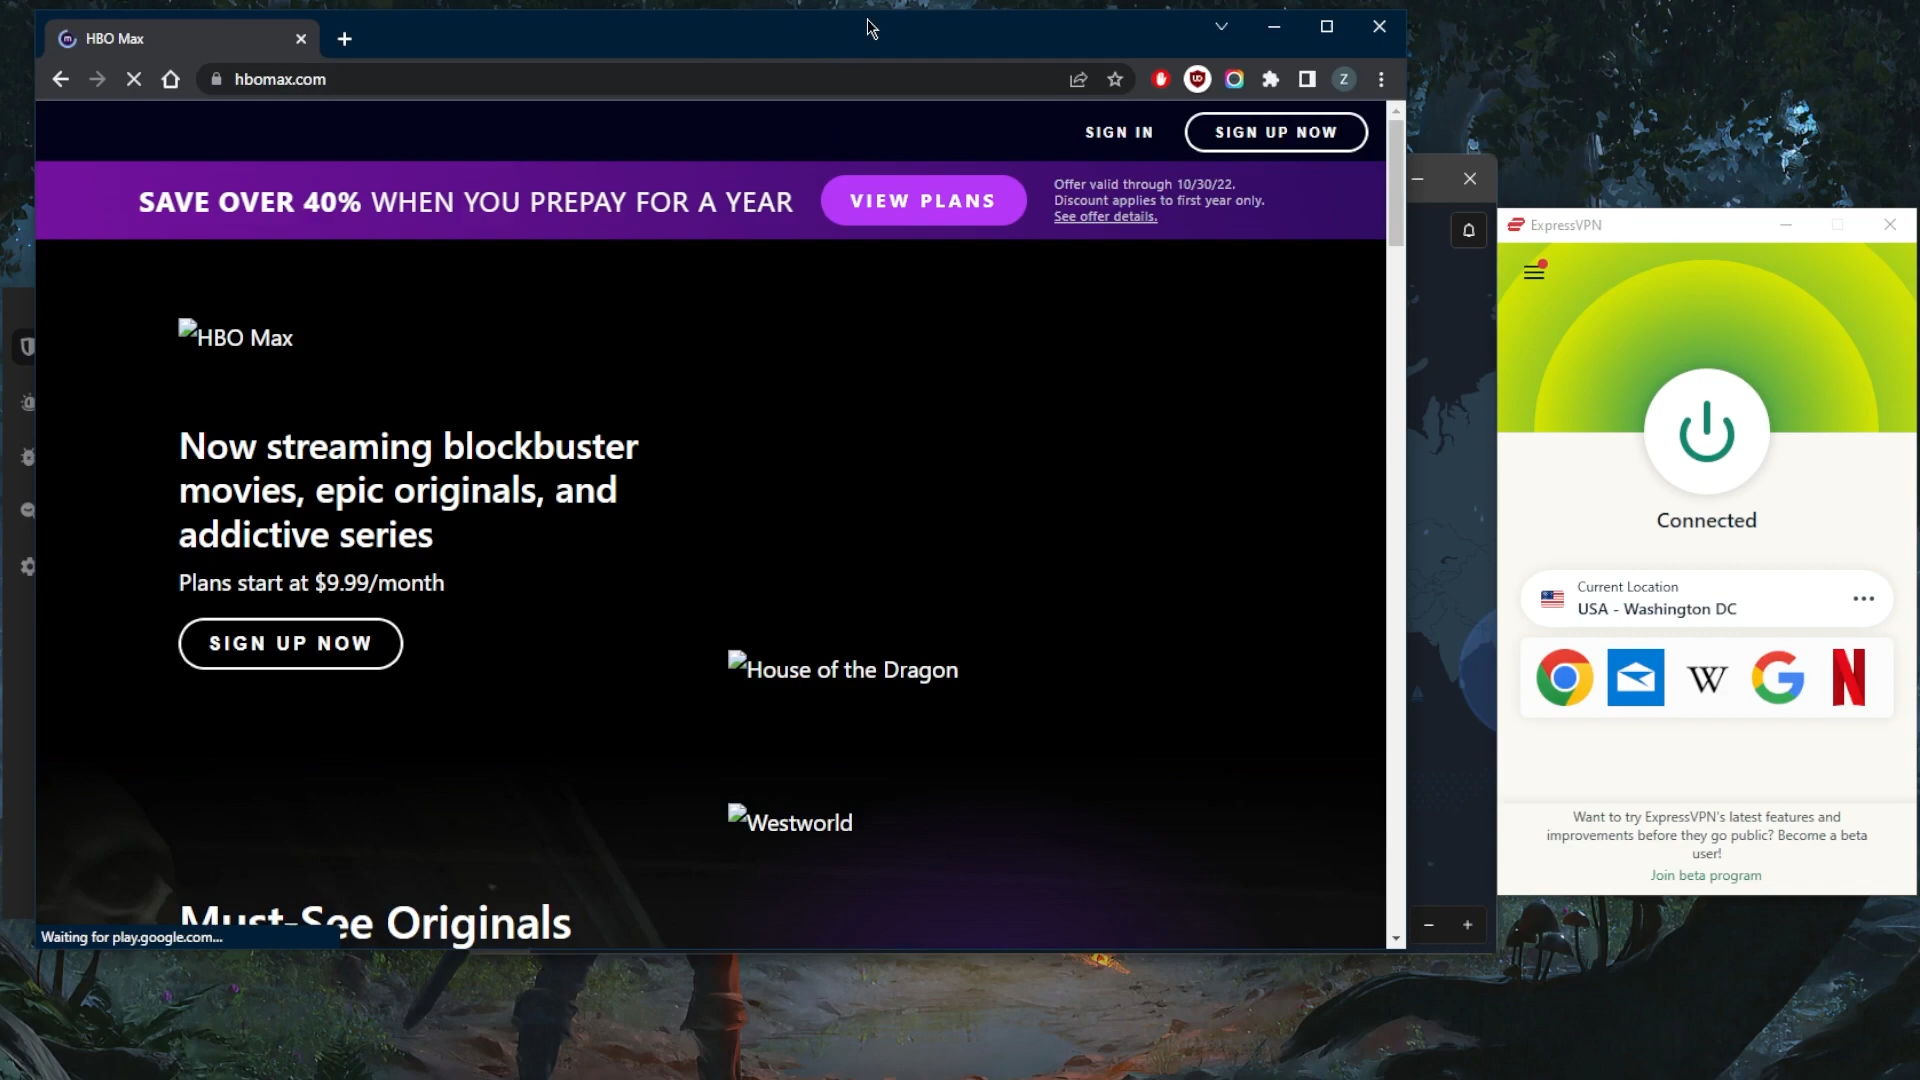 HBO Max
hbomax.com
Z
SIGN IN
SIGN UP NOW
SAVE OVER 40% WHEN YOU PREPAY FOR A YEAR
VIEW PLANS
Offer valid through 10/30/22.
Discount applies to first year only.
See offer details.
HBO Max
Now streaming blockbuster
movies, epic originals, and
addictive series
Plans start at $9.99/month
SIGN UP NOW
House of the Dragon
Westworld
Must-See Originals
Waiting for play.google.com...
ExpressVPN
Connected
Current Location
USA - Washington DC
W
G
N
Want to try ExpressVPN's latest features and
improvements before they go public? Become a beta
user!
Join beta program